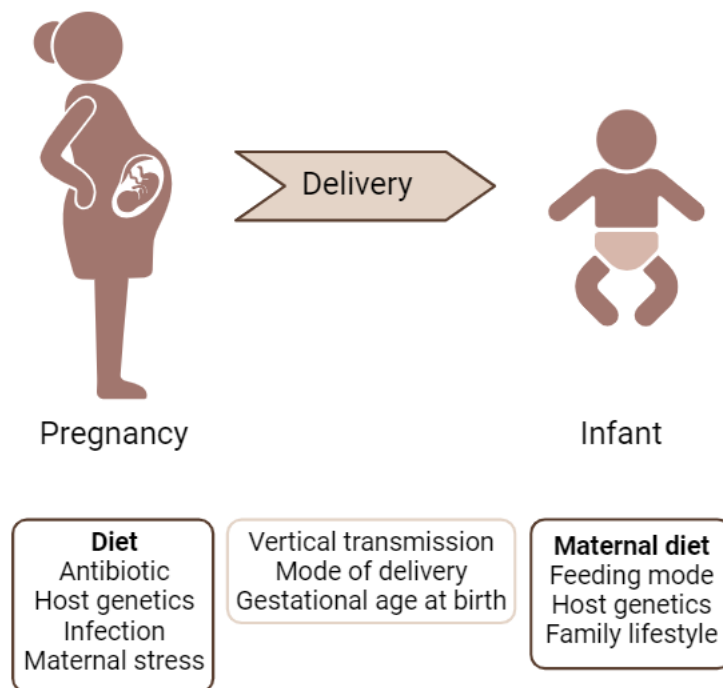 Delivery
Pregnancy
Infant
Diet
Antibiotic
Host genetics
Infection
Maternal stress
Vertical transmission
Mode of delivery
Gestational age at birth
Maternal diet
Feeding mode
Host genetics
Family lifestyle